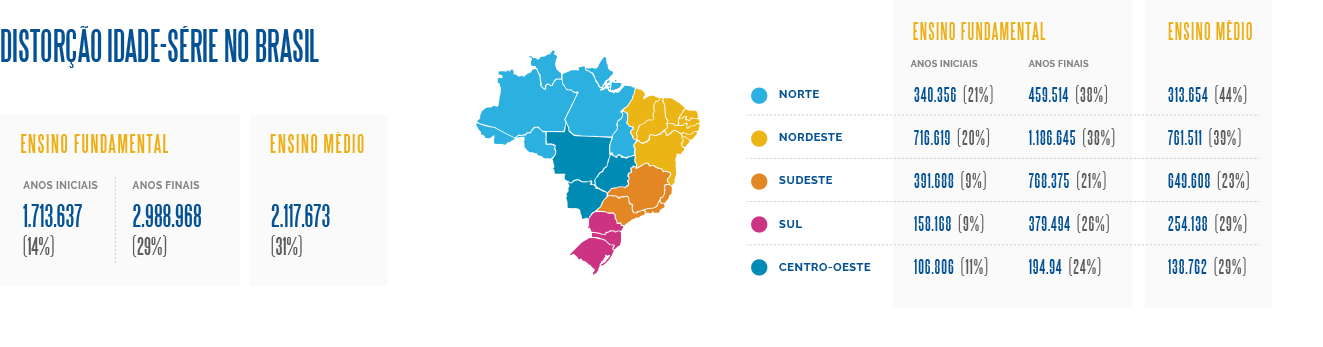 DISTORÇÃO IDADE-SÉRIE NO BRASIL
ENSINO FUNDAMENTAL
ENSINO MÉDIO
ANOS INICIAIS
ANOS FINAIS
1.713.637
2.988.968
2.117.673
(14%)
(29%)
(31%)
ENSINO FUNDAMENTAL
ENSINO MÉDIO
ANOS INICIAIS
ANOS FINAIS
NORTE 340.356 (21%) 459.514 (38%) 313.654 (44%)
NORDESTE 716.619 (20%) 1.186.645 (38%) 761.511 (39%)
SUDESTE 391.688 (9%) 768.375 (21%) 649.608 (23%)
SUL 158.168 (9%) 379.494 (26%) 254.138 (29%)
CENTRO-OESTE 106.806 (11%) 194.94 (24%) 138.762 (29%)